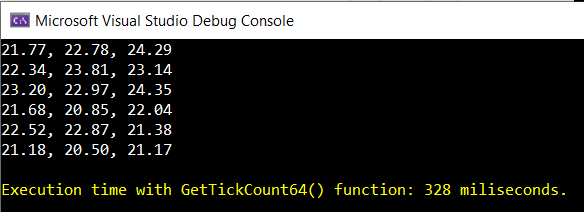 C:\ Microsoft Visual Studio Debug Console
21.77, 22.78, 24.29
22.34, 23.81, 23.14
23.20, 22.97, 24.35
21.68, 20.85, 22.04
22.52, 22.87, 21.38
21.18, 20.50, 21.17
Execution time with GetTickCount64() function: 328 miliseconds.